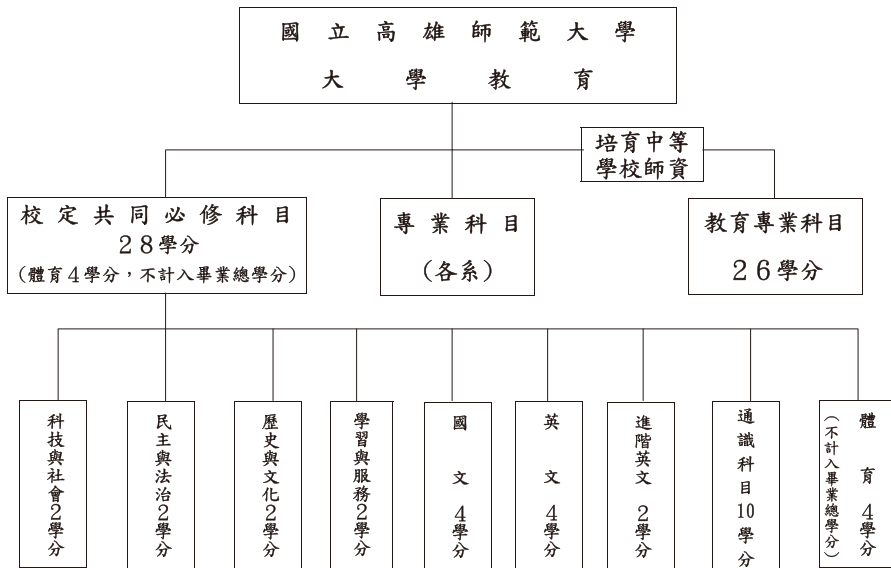 國立高雄師範大學
大學教育
培育中等
學校師資
校定共同必修科目
２８學分
（體育４學分，不計入畢業總學分）
專業科目
（各系）
教育專業科目
２６學分
科技與社會２學分
民主與法治２學分
歷史與文化２學分
學習與服務２學分
國文 ４學分
英文 ４學分
進階英文 ２學分
通識科目10學分
體育 ４學分
（不計入畢業總學分）